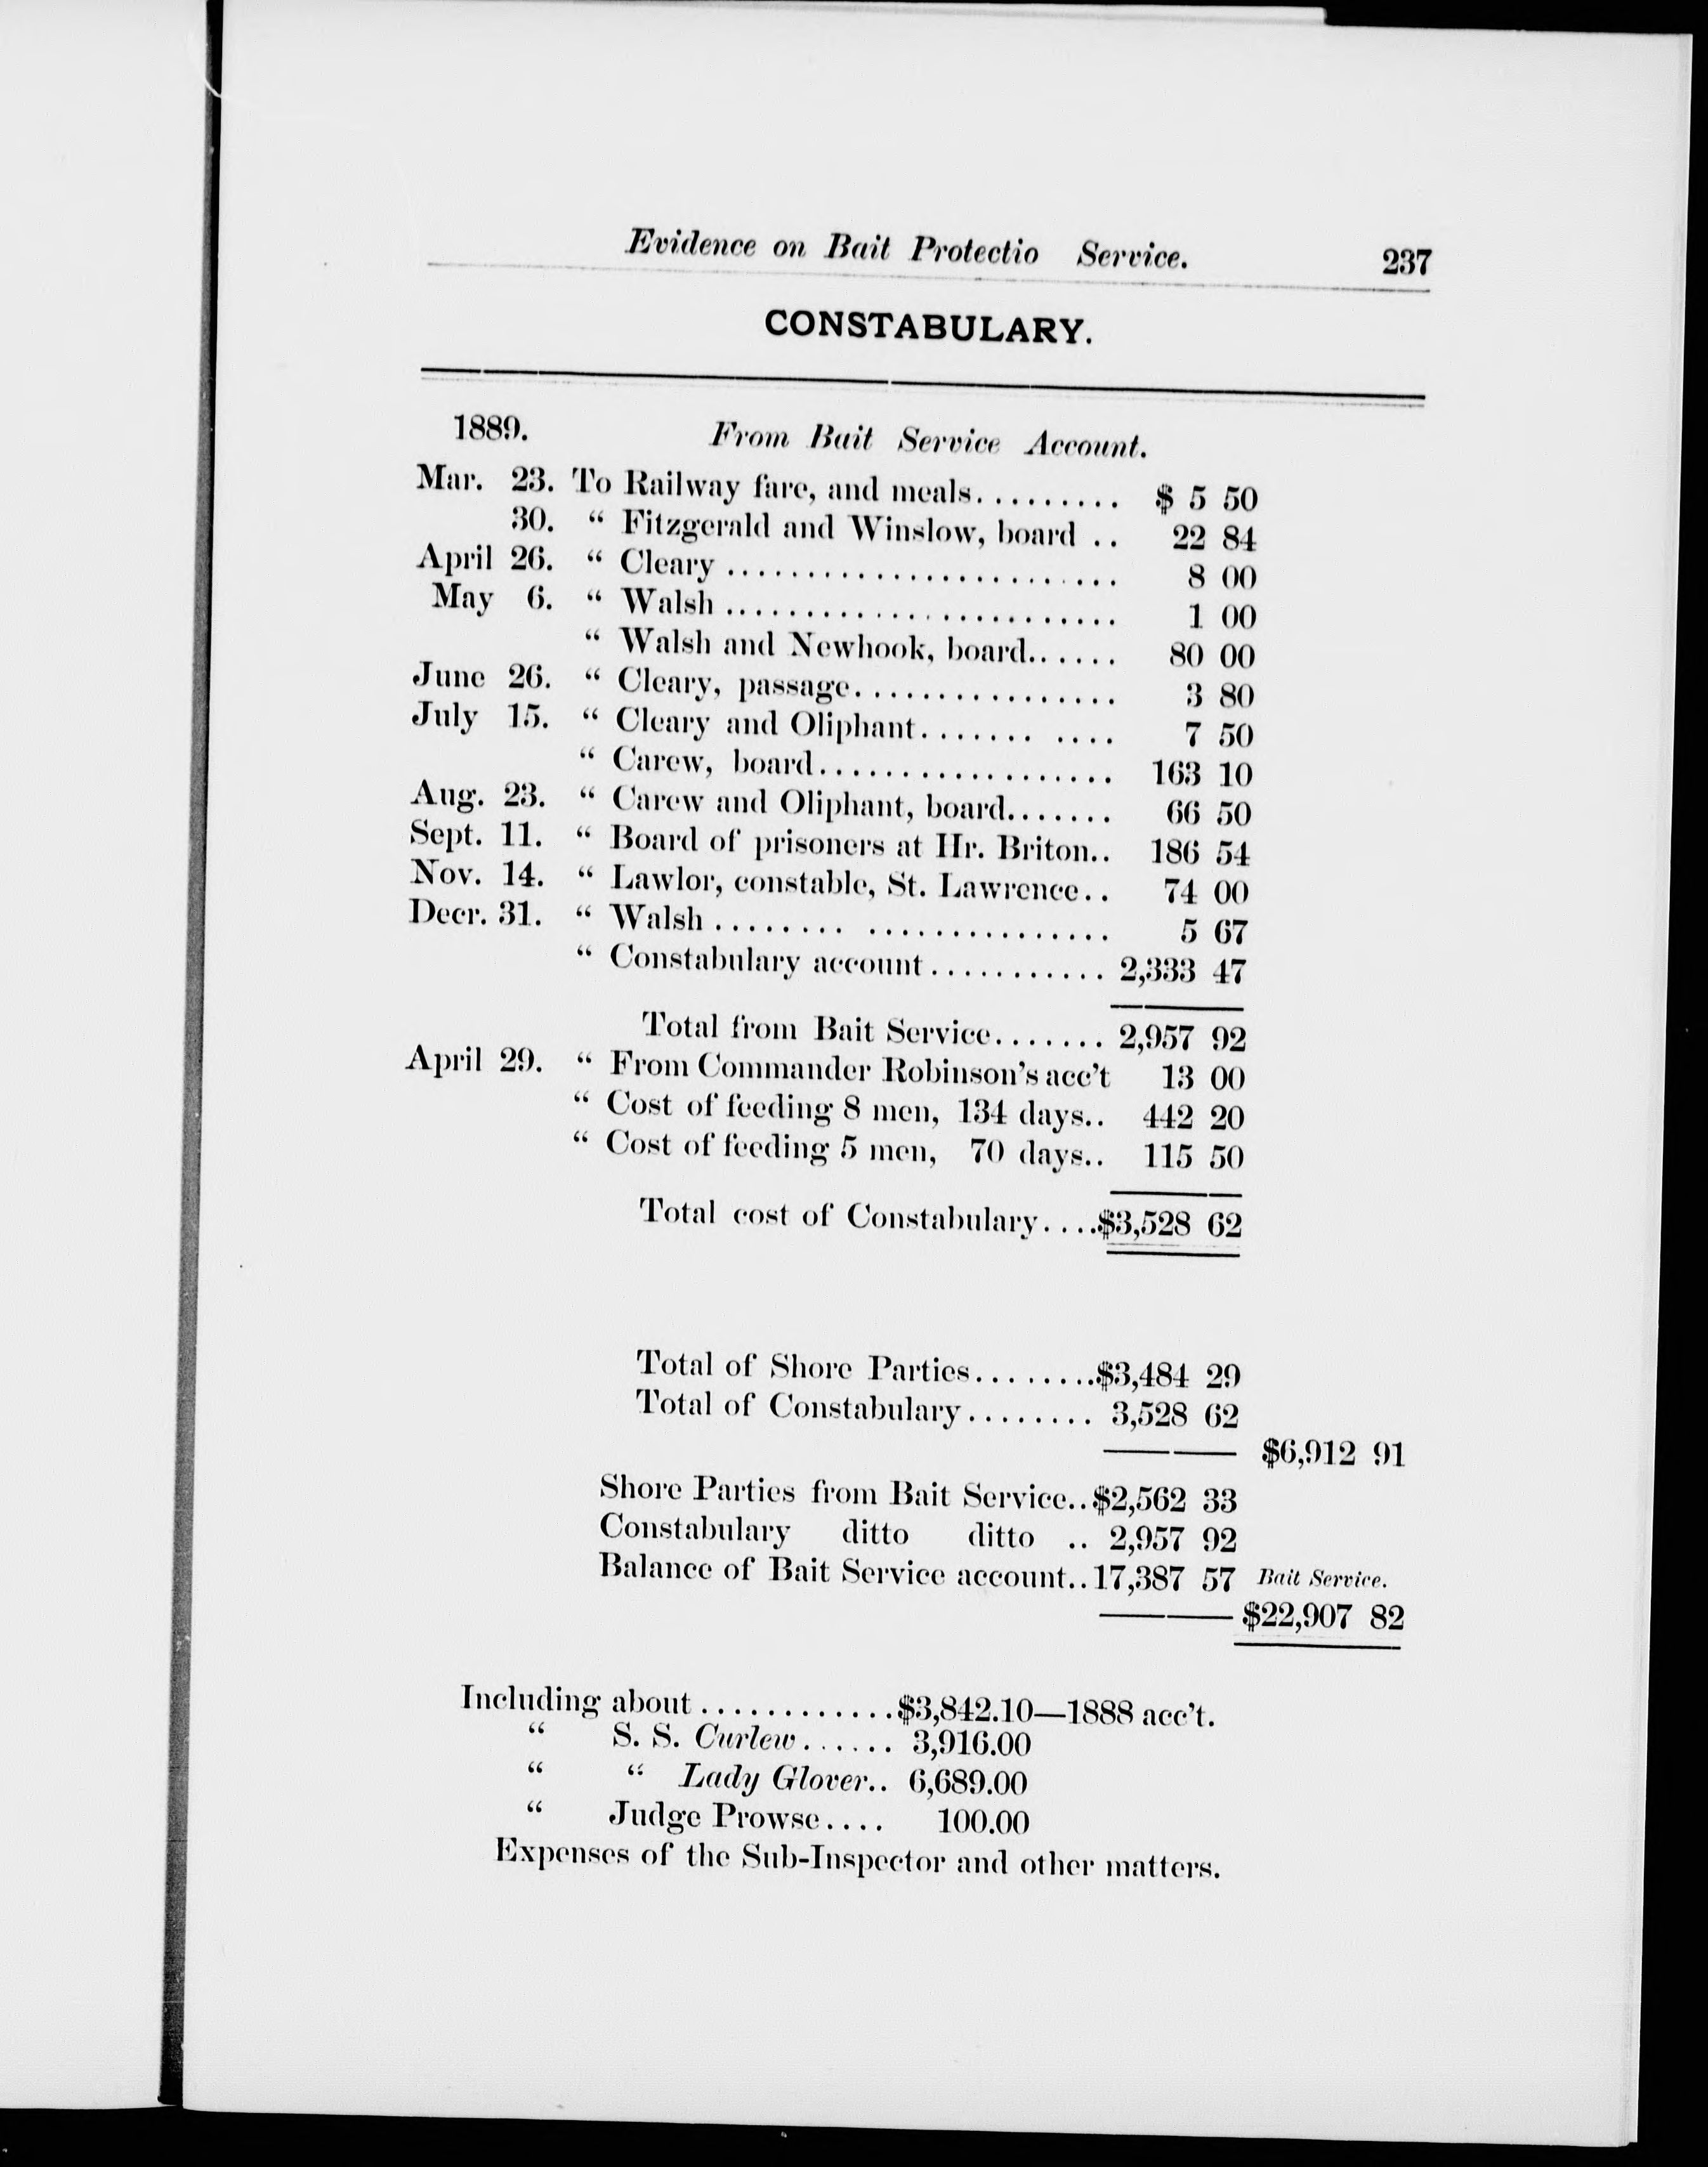 Evidence on Bait Protectio Service. 237
CONSTABULARY.
1889. From Bait Service Account.
Mar. 23. To Railway fare, and meals......... $ 5 50
30. “ Fitzgerald and Winslow, board .. 22 84
April 26. “ Cleary ........................ 8 00
May 6. “ Walsh ........................ 1 00
“ Walsh and Newhook, board...... 80 00
June 26. “ Cleary, passage................ 3 80
July 15. “ Cleary and Oliphant....... .... 7 50
“ Carew, board.................. 163 10
Aug. 23. “ Carew and Oliphant, board....... 66 50
Sept. 11. “ Board of prisoners at Hr. Briton.. 186 54
Nov. 14. “ Lawlor, constable, St. Lawrence.. 74 00
Decr. 31. “ Walsh ........ ............... 5 67
“ Constabulary account........... 2,333 47
Total from Bait Service....... 2,957 92
April 29. “ From Commander Robinson's acc't 13 00
“ Cost of feeding 8 men, 134 days.. 442 20
“ Cost of feeding 5 men, 70 days.. 115 50
Total cost of Constabulary....$3,528 62
Total of Shore Parties........$3,484 29
Total of Constabulary........ 3,528 62
$6,912 91
Shore Parties from Bait Service..$2,562 33
Constabulary ditto ditto .. 2,957 92
Balance of Bait Service account..17,387 57 Bait Service.
$22,907 82
Including about............$3,842.10—1888 acc't.
“ S. S. Curlew...... 3,916.00
“ “ Lady Glover.. 6,689.00
“ Judge Prowse.... 100.00
Expenses of the Sub-Inspector and other matters.